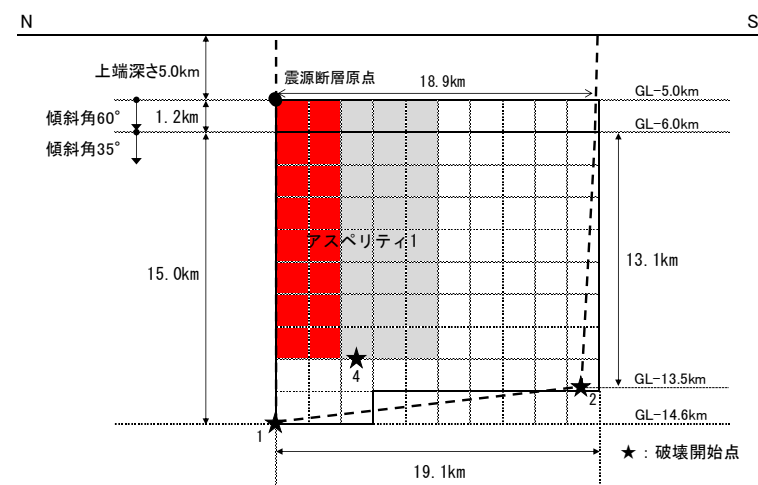 N
S
上端深さ5.0km
震源断層原点
18.9km
GL-5.0km
傾斜角60°
1.2km
GL-6.0km
傾斜角35°
アスペリティ1
15.0km
13.1km
4
GL-13.5km
2
GL-14.6km
1
★：破壊開始点
19.1km